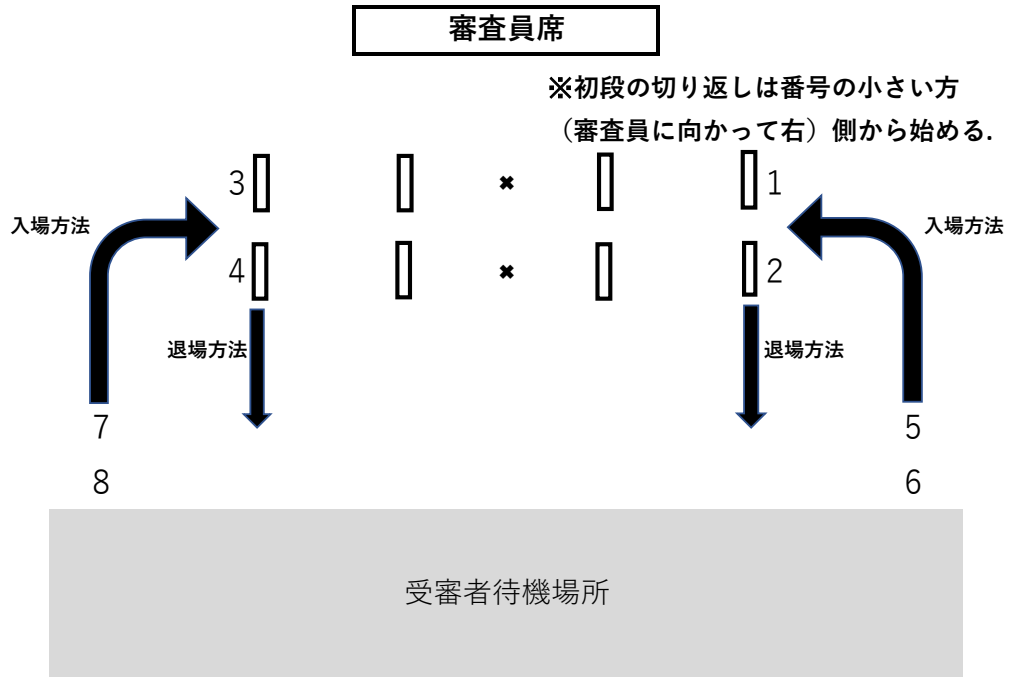 審査員席
※初段の切り返しは番号の小さい方
（審査員に向かって右）側から始める.
3 1
入場方法 入場方法
4 2
退場方法 退場方法
7 5
8 6
受審者待機場所